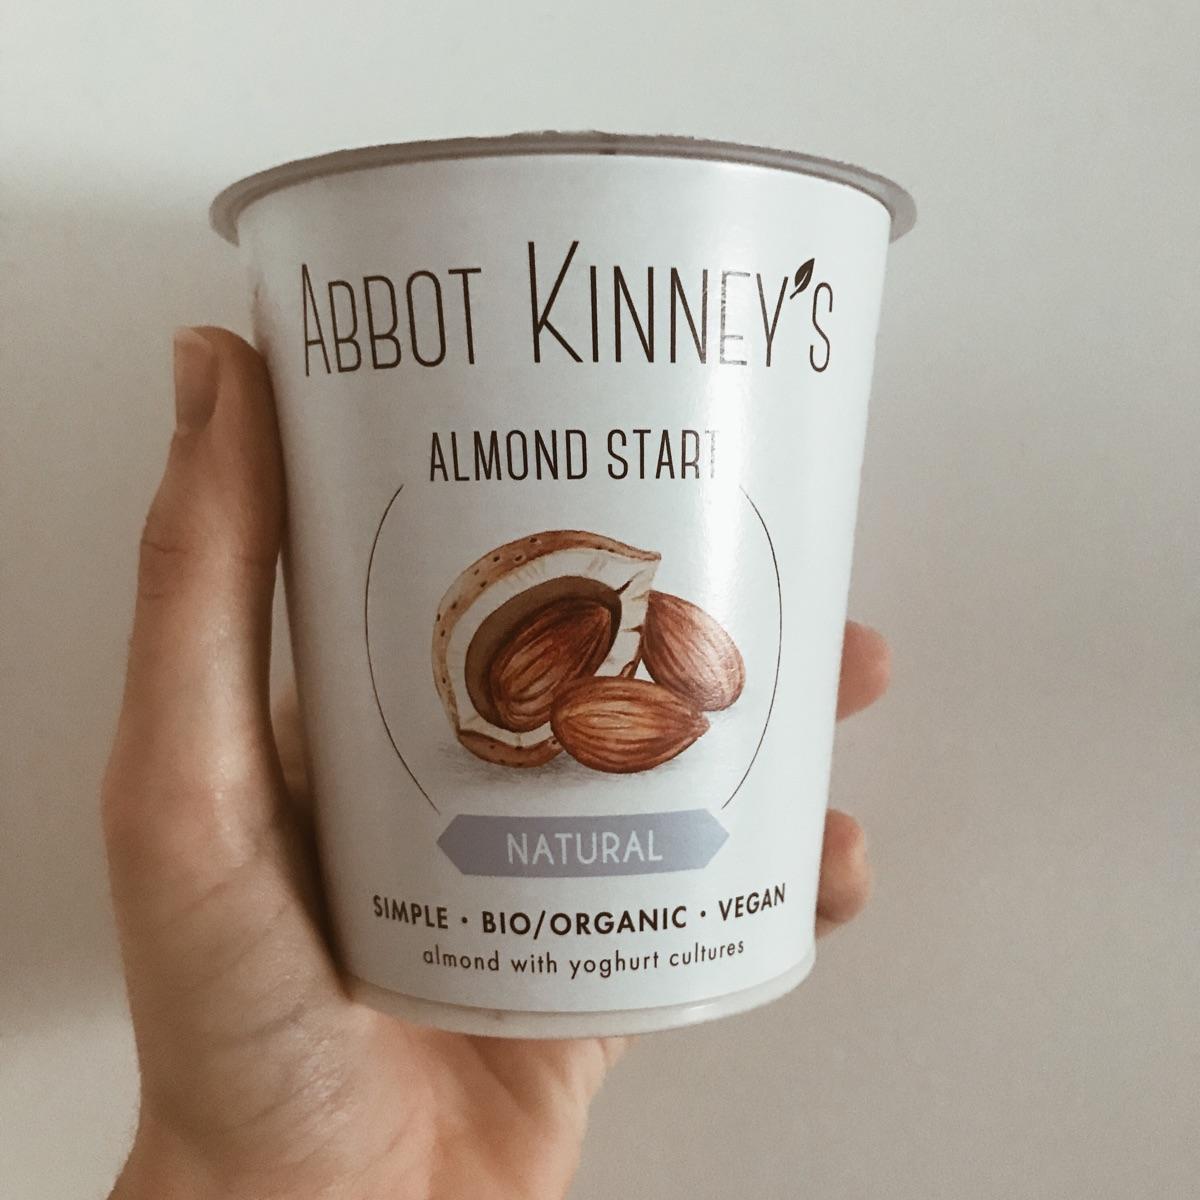 ABBOT KINNEY'S
ALMOND START
NATURAL
SIMPLE • BIO/ORGANIC • VEGAN
almond with yoghurt cultures